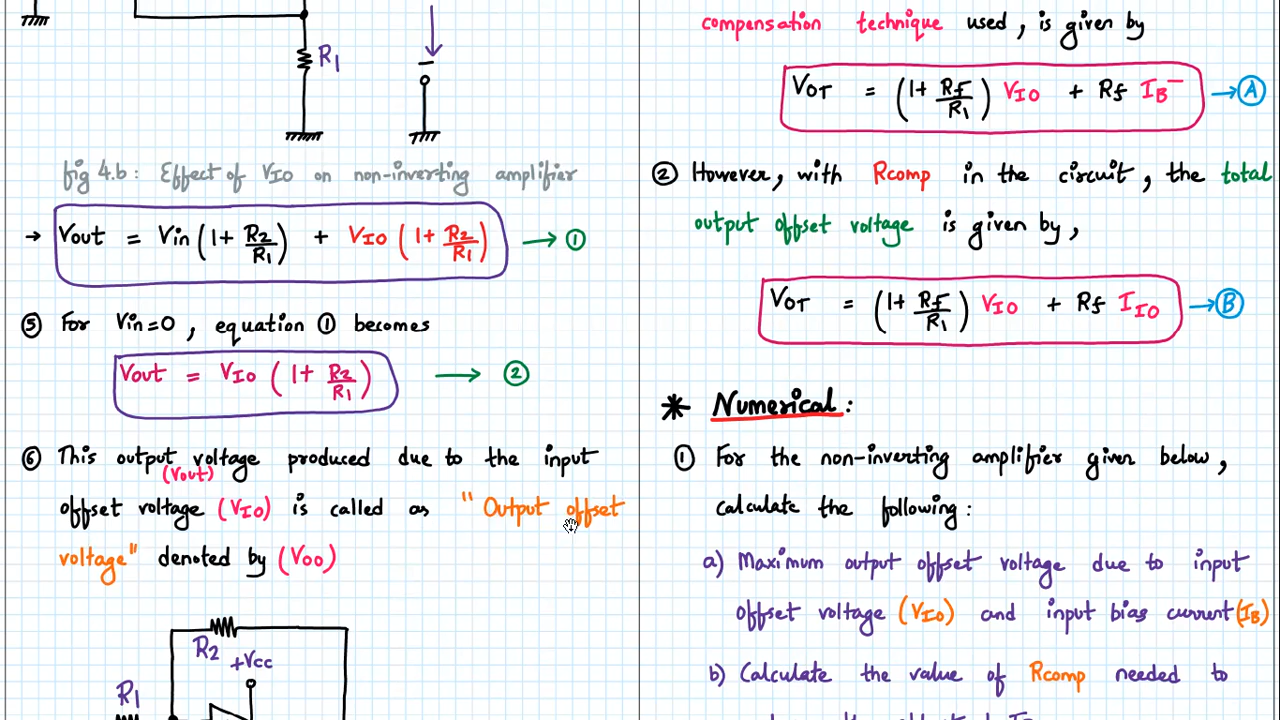 R1
−
fig 4.b: Effect of VIO on non-inverting amplifier
→ Vout = Vin (1+ R2/R1) + VIO (1+ R2/R1) → ①
⑤ For Vin=0, equation ① becomes
Vout = VIO (1+ R2/R1) → ②
⑥ This output voltage produced due to the input
(Vout)
offset voltage (VIO) is called as "Output offset
voltage" denoted by (Voo)
R2
+Vcc
R1
compensation technique used, is given by
VOT = (1+ Rf/R1) VIO + Rf IB− → Ⓐ
② However, with Rcomp in the circuit, the total
output offset voltage is given by,
VOT = (1+ Rf/R1) VIO + Rf IIO → Ⓑ
* Numerical:
① For the non-inverting amplifier given below,
calculate the following:
a) Maximum output offset voltage due to input
offset voltage (VIO) and input bias current (IB)
b) Calculate the value of Rcomp needed to